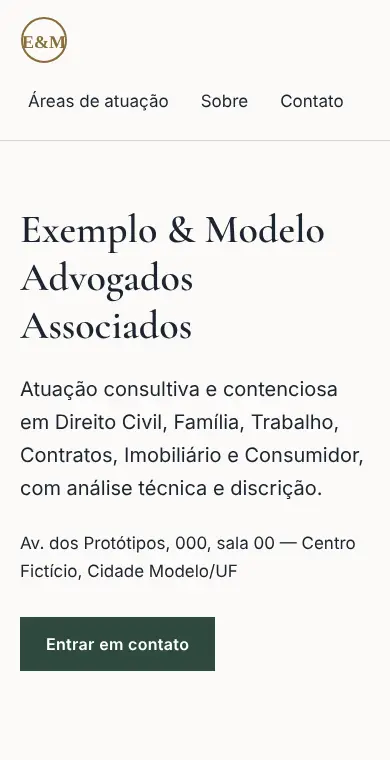 E&M
Áreas de atuação Sobre Contato
Exemplo & Modelo
Advogados
Associados
Atuação consultiva e contenciosa
em Direito Civil, Família, Trabalho,
Contratos, Imobiliário e Consumidor,
com análise técnica e discrição.
Av. dos Protótipos, 000, sala 00 — Centro
Fictício, Cidade Modelo/UF
Entrar em contato